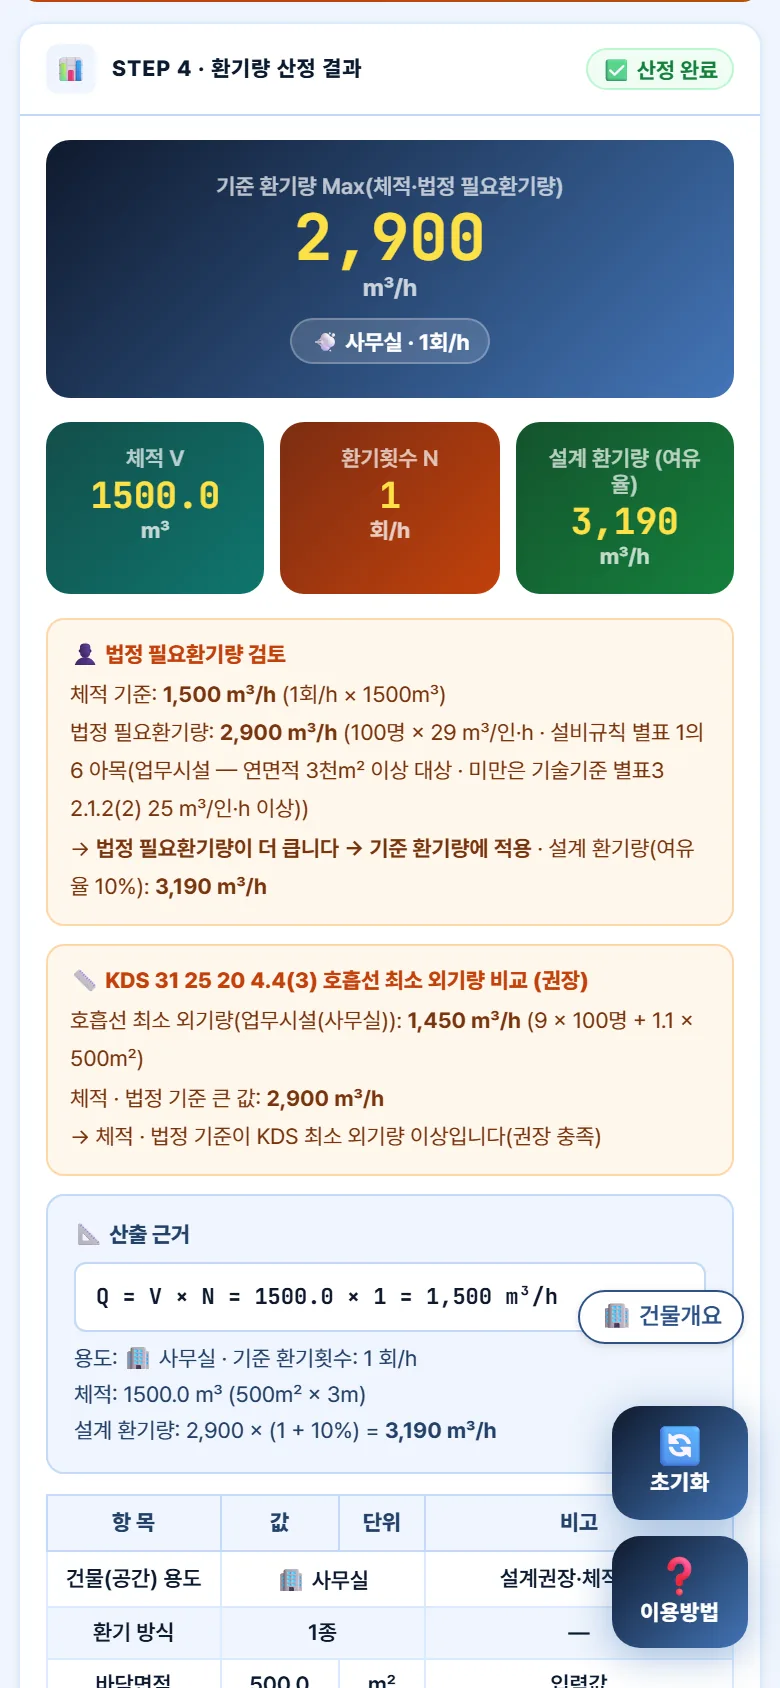 STEP 4 · 환기량 산정 결과
✅ 산정 완료
기준 환기량 Max(체적·법정 필요환기량)
2,900
m³/h
사무실 · 1회/h
체적 V
1500.0
m³
환기횟수 N
1
회/h
설계 환기량 (여유
율)
3,190
m³/h
법정 필요환기량 검토
체적 기준: 1,500 m³/h (1회/h × 1500m³)
법정 필요환기량: 2,900 m³/h (100명 × 29 m³/인·h · 설비규칙 별표 1의
6 아목(업무시설 — 연면적 3천m² 이상 대상 · 미만은 기술기준 별표3
2.1.2(2) 25 m³/인·h 이상))
→ 법정 필요환기량이 더 큽니다 → 기준 환기량에 적용 · 설계 환기량(여유
율 10%): 3,190 m³/h
KDS 31 25 20 4.4(3) 호흡선 최소 외기량 비교 (권장)
호흡선 최소 외기량(업무시설(사무실)): 1,450 m³/h (9 × 100명 + 1.1 ×
500m²)
체적 · 법정 기준 큰 값: 2,900 m³/h
→ 체적 · 법정 기준이 KDS 최소 외기량 이상입니다(권장 충족)
산출 근거
Q = V × N = 1500.0 × 1 = 1,500 m³/h
건물개요
용도: 사무실 · 기준 환기횟수: 1 회/h
체적: 1500.0 m³ (500m² × 3m)
설계 환기량: 2,900 × (1 + 10%) = 3,190 m³/h
초기화
항 목 값 단위 비고
건물(공간) 용도 사무실 설계권장·체적
이용방법
환기 방식 1종 —
바닥면적 500.0 m² 입력값